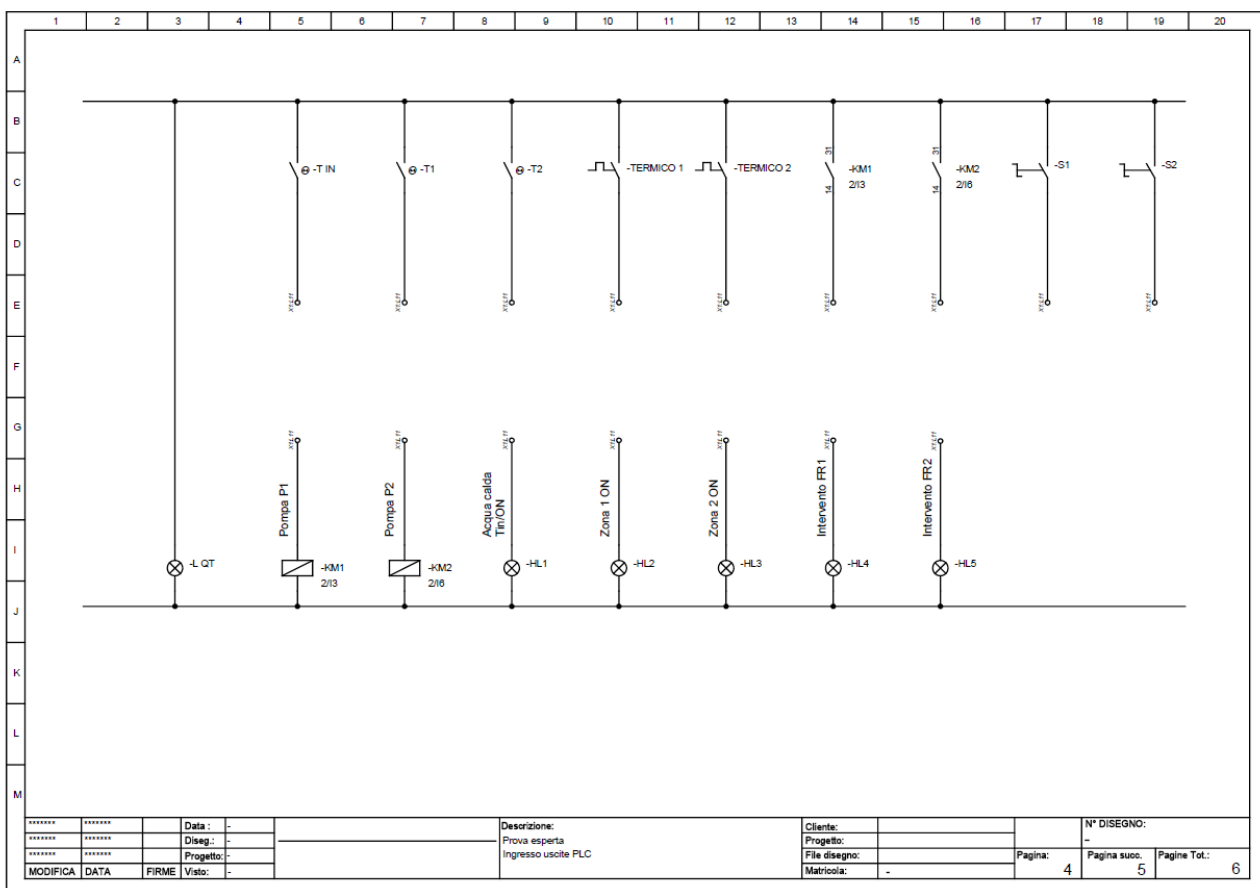 1 2 3 4 5 6 7 8 9 10 11 12 13 14 15 16 17 18 19 20
A
B
C
D
E
F
G
H
I
J
K
L
M
-T IN
-T1
-T2
-TERMICO 1
-TERMICO 2
31
14
-KM1
2/I3
31
14
-KM2
2/I6
-S1
-S2
Pompa P1
Pompa P2
Acqua calda
Tin/ON
Zona 1 ON
Zona 2 ON
Intervento FR1
Intervento FR2
-L QT
-KM1
2/I3
-KM2
2/I6
-HL1
-HL2
-HL3
-HL4
-HL5
******* ******* Data : -
******* ******* Diseg.: -
******* ******* Progetto: -
MODIFICA DATA FIRME Visto: -
Descrizione:
Prova esperta
Ingresso uscite PLC
Cliente:
Progetto:
File disegno:
Matricola: -
N° DISEGNO:
-
Pagina: 4
Pagina succ. 5
Pagine Tot.: 6